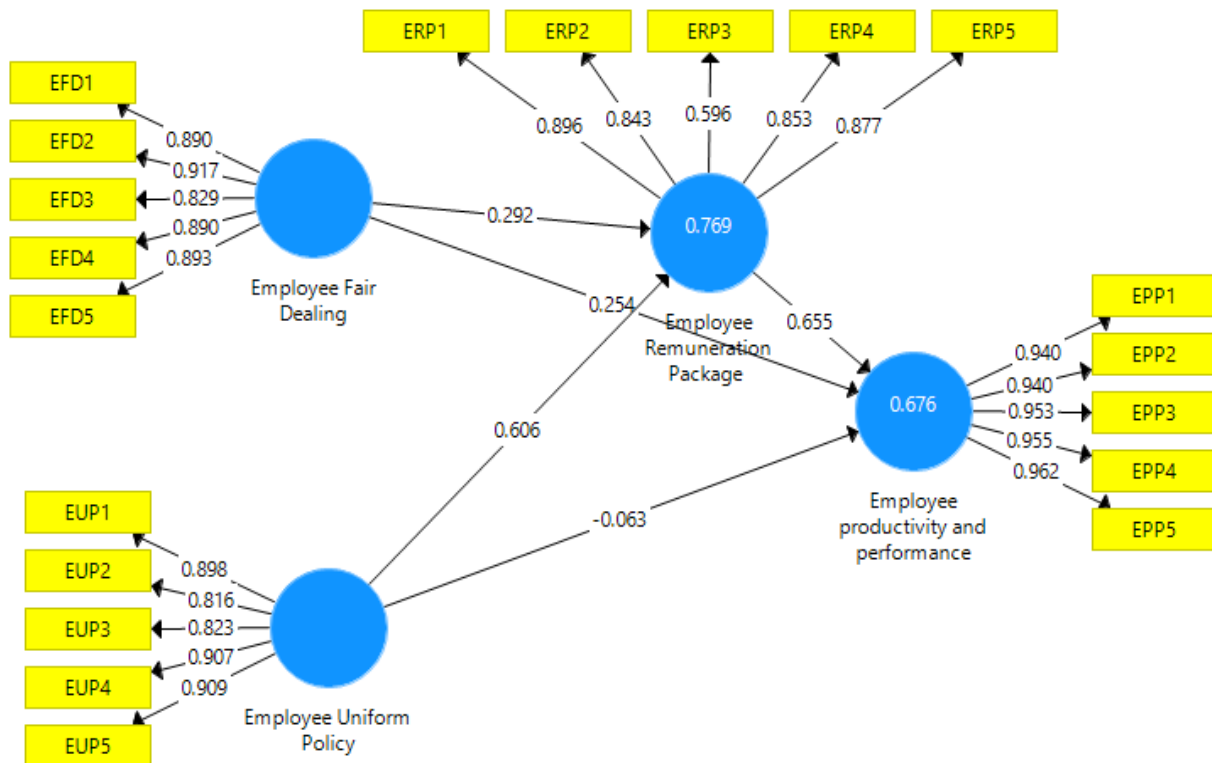 ERP1 ERP2 ERP3 ERP4 ERP5
0.896 0.843 0.596 0.853 0.877
EFD1
EFD2
EFD3
EFD4
EFD5
0.890
0.917
0.829
0.890
0.893
Employee Fair
Dealing
0.292
0.769
Employee
Remuneration
Package
0.254
0.655
0.606
-0.063
0.676
Employee
productivity and
performance
0.940
0.940
0.953
0.955
0.962
EPP1
EPP2
EPP3
EPP4
EPP5
EUP1
EUP2
EUP3
EUP4
EUP5
0.898
0.816
0.823
0.907
0.909
Employee Uniform
Policy